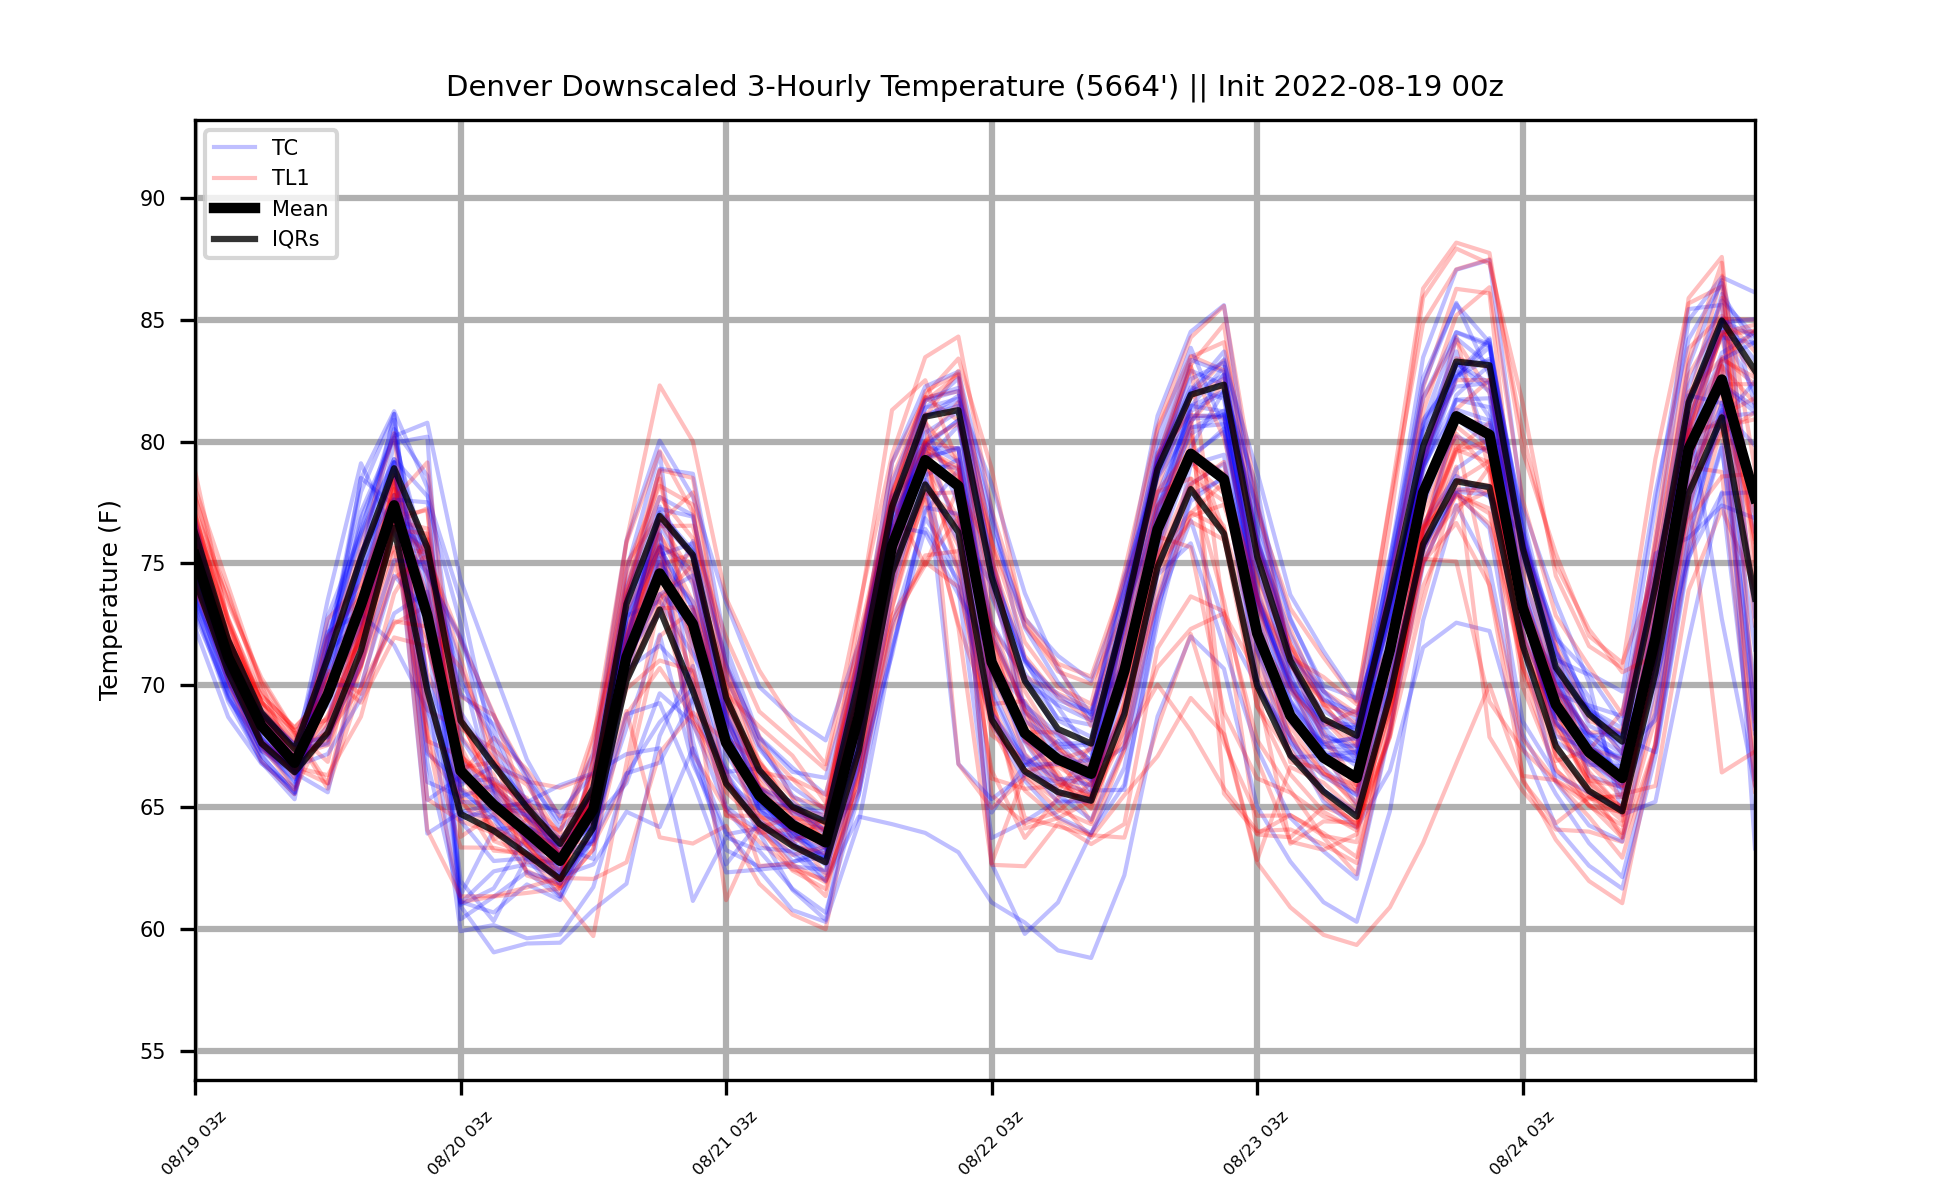 Denver Downscaled 3-Hourly Temperature (5664') || Init 2022-08-19 00z
TC
TL1
Mean
IQRs
Temperature (F)
90
85
80
75
70
65
60
55
08/19 03z
08/20 03z
08/21 03z
08/22 03z
08/23 03z
08/24 03z